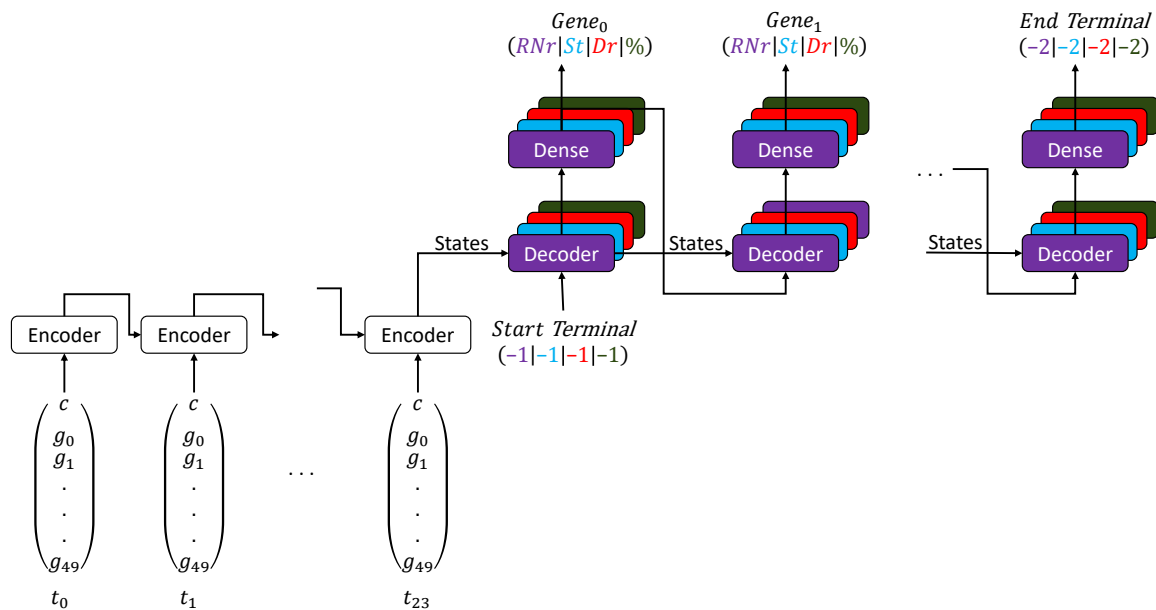 Gene₀ Gene₁ End Terminal
(RNr|St|Dr|%) (RNr|St|Dr|%) (−2|−2|−2|−2)
Dense Dense Dense
. . .
States States States
Decoder Decoder Decoder
Encoder Encoder Encoder
Start Terminal
(−1|−1|−1|−1)
c c c
g₀ g₀ g₀
g₁ g₁ g₁
. . .
. . . . . .
. . .
g₄₉ g₄₉ g₄₉
t₀ t₁ t₂₃